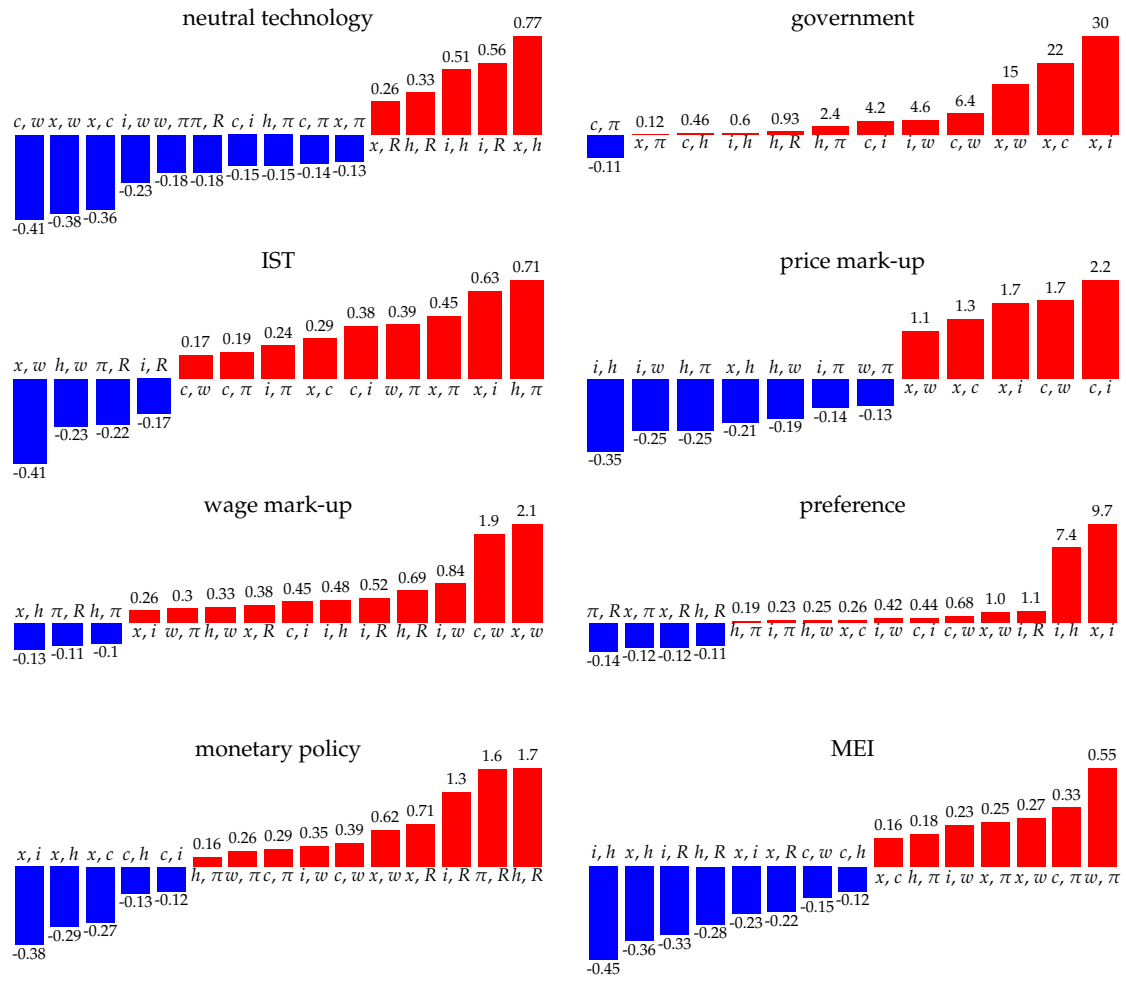 neutral technology
0.77
0.56
0.51
0.33
0.26
c, w x, w x, c i, w w, π π, R c, i h, π c, π x, π
x, R h, R i, h i, R x, h
-0.41 -0.38 -0.36 -0.23 -0.18 -0.18 -0.15 -0.15 -0.14 -0.13
government
0.12 0.46 0.6 0.93 2.4 4.2 4.6 6.4 15 22 30
c, π
x, π c, h i, h h, R h, π c, i i, w c, w x, w x, c x, i
-0.11
IST
0.17 0.19 0.24 0.29 0.38 0.39 0.45 0.63 0.71
x, w h, w π, R i, R
c, w c, π i, π x, c c, i w, π x, π x, i h, π
-0.41 -0.23 -0.22 -0.17
price mark-up
1.1 1.3 1.7 1.7 2.2
i, h i, w h, π x, h h, w i, π w, π
x, w x, c x, i c, w c, i
-0.35 -0.25 -0.25 -0.21 -0.19 -0.14 -0.13
wage mark-up
0.26 0.3 0.33 0.38 0.45 0.48 0.52 0.69 0.84 1.9 2.1
x, h π, R h, π
x, i w, π h, w x, R c, i i, h i, R h, R i, w c, w x, w
-0.13 -0.11 -0.1
preference
0.19 0.23 0.25 0.26 0.42 0.44 0.68 1.0 1.1 7.4 9.7
π, R x, π x, R h, R
h, π i, π h, w x, c i, w c, i c, w x, w i, R i, h x, i
-0.14 -0.12 -0.12 -0.11
monetary policy
0.16 0.26 0.29 0.35 0.39 0.62 0.71 1.3 1.6 1.7
x, i x, h x, c c, h c, i
h, π w, π c, π i, w c, w x, w x, R i, R π, R h, R
-0.38 -0.29 -0.27 -0.13 -0.12
MEI
0.16 0.18 0.23 0.25 0.27 0.33 0.55
i, h x, h i, R h, R x, i x, R c, w c, h
x, c h, π i, w x, π x, w c, π w, π
-0.45 -0.36 -0.33 -0.28 -0.23 -0.22 -0.15 -0.12